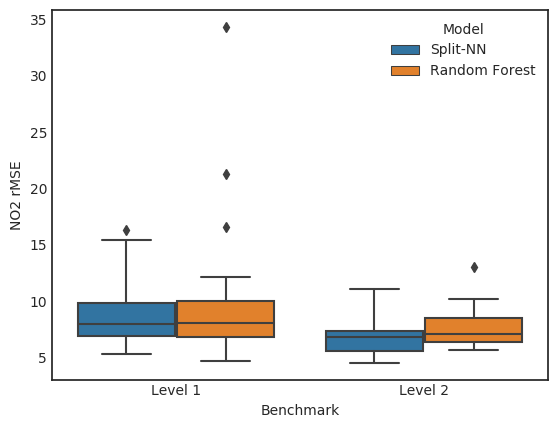 35
30
25
20
15
10
5
NO2 rMSE
Model
Split-NN
Random Forest
Level 1
Level 2
Benchmark